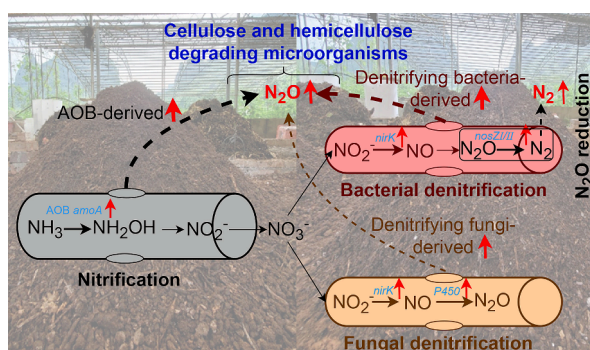 Cellulose and hemicellulose
degrading microorganisms
N₂O
Denitrifying bacteria-
derived
N₂
AOB-derived
N₂O reduction
nirK
nosZI/II
NO₂⁻
NO
N₂O
N₂
Bacterial denitrification
AOB amoA
NH₃
NH₂OH
NO₂⁻
NO₃⁻
Nitrification
Denitrifying fungi-
derived
nirK
P450
NO₂⁻
NO
N₂O
Fungal denitrification